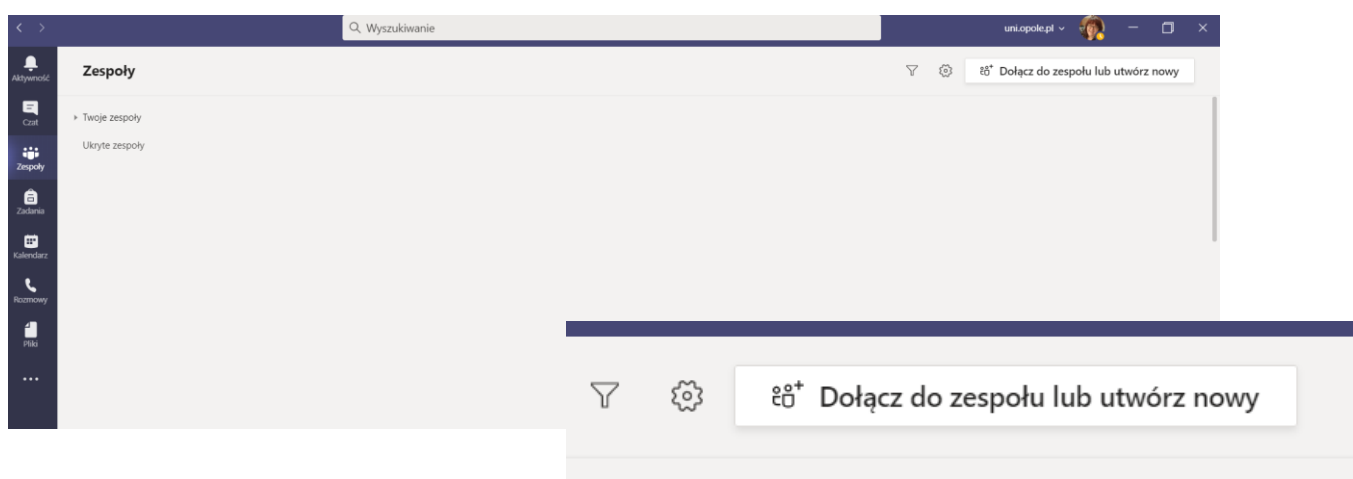 Wyszukiwanie
uni.opole.pl
Aktywność
Zespoły
Dołącz do zespołu lub utwórz nowy
Czat
Twoje zespoły
Ukryte zespoły
Zespoły
Zadania
Kalendarz
Rozmowy
Pliki
Dołącz do zespołu lub utwórz nowy